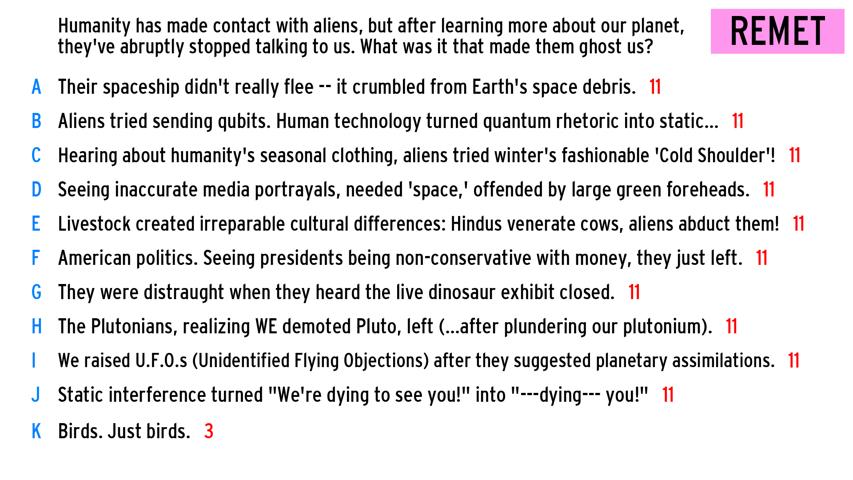 Humanity has made contact with aliens, but after learning more about our planet,
they've abruptly stopped talking to us. What was it that made them ghost us?
REMET
A Their spaceship didn't really flee -- it crumbled from Earth's space debris. 11
B Aliens tried sending qubits. Human technology turned quantum rhetoric into static... 11
C Hearing about humanity's seasonal clothing, aliens tried winter's fashionable 'Cold Shoulder'! 11
D Seeing inaccurate media portrayals, needed 'space,' offended by large green foreheads. 11
E Livestock created irreparable cultural differences: Hindus venerate cows, aliens abduct them! 11
F American politics. Seeing presidents being non-conservative with money, they just left. 11
G They were distraught when they heard the live dinosaur exhibit closed. 11
H The Plutonians, realizing WE demoted Pluto, left (...after plundering our plutonium). 11
I We raised U.F.O.s (Unidentified Flying Objections) after they suggested planetary assimilations. 11
J Static interference turned "We're dying to see you!" into "---dying--- you!" 11
K Birds. Just birds. 3